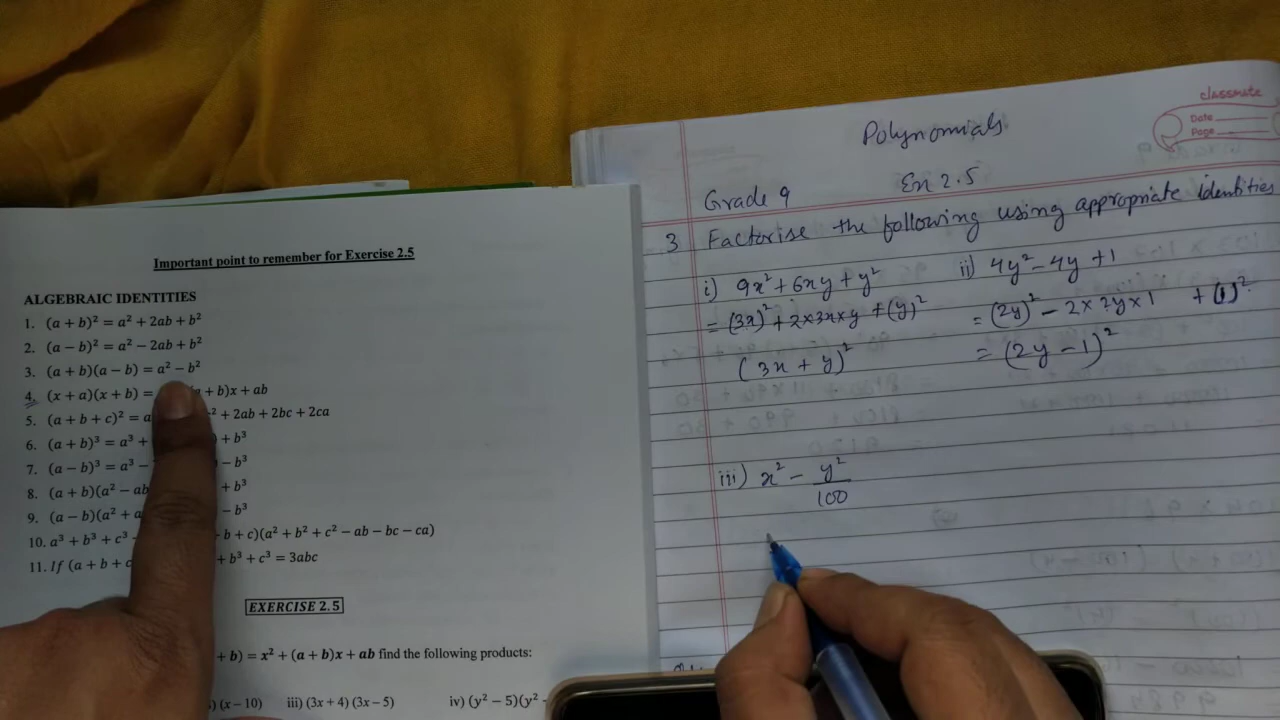 Important point to remember for Exercise 2.5
ALGEBRAIC IDENTITIES
1. (a + b)² = a² + 2ab + b²
2. (a − b)² = a² − 2ab + b²
3. (a + b)(a − b) = a² − b²
4. (x + a)(x + b) = + b)x + ab
5. (a + b + c)² = a ² + 2ab + 2bc + 2ca
6. (a + b)³ = a³ + + b³
7. (a − b)³ = a³ − − b³
8. (a + b)(a² − ab + b³
9. (a − b)(a² + a − b³
10. a³ + b³ + c³ - b + c)(a² + b² + c² − ab − bc − ca)
11. If (a + b + c + b³ + c³ = 3abc
EXERCISE 2.5
+ b) = x² + (a + b)x + ab find the following products:
) (x − 10) iii) (3x + 4) (3x − 5) iv) (y² − 5)(y² -
classmate
Date
Page
Polynomials
Grade 9 Ex 2.5
3 Factorise the following using appropriate identities
i) 9x² + 6xy + y² ii) 4y² − 4y + 1
= (3x)² + 2×3x×y + (y)² = (2y)² − 2×2y×1 + (1)²
(3x + y)² = (2y − 1)²
iii) x² − y²/100